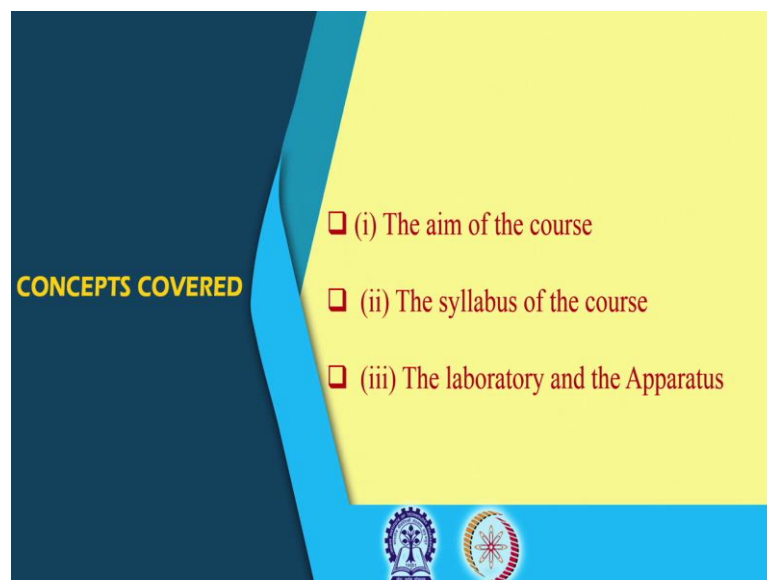 CONCEPTS COVERED
(i) The aim of the course
(ii) The syllabus of the course
(iii) The laboratory and the Apparatus